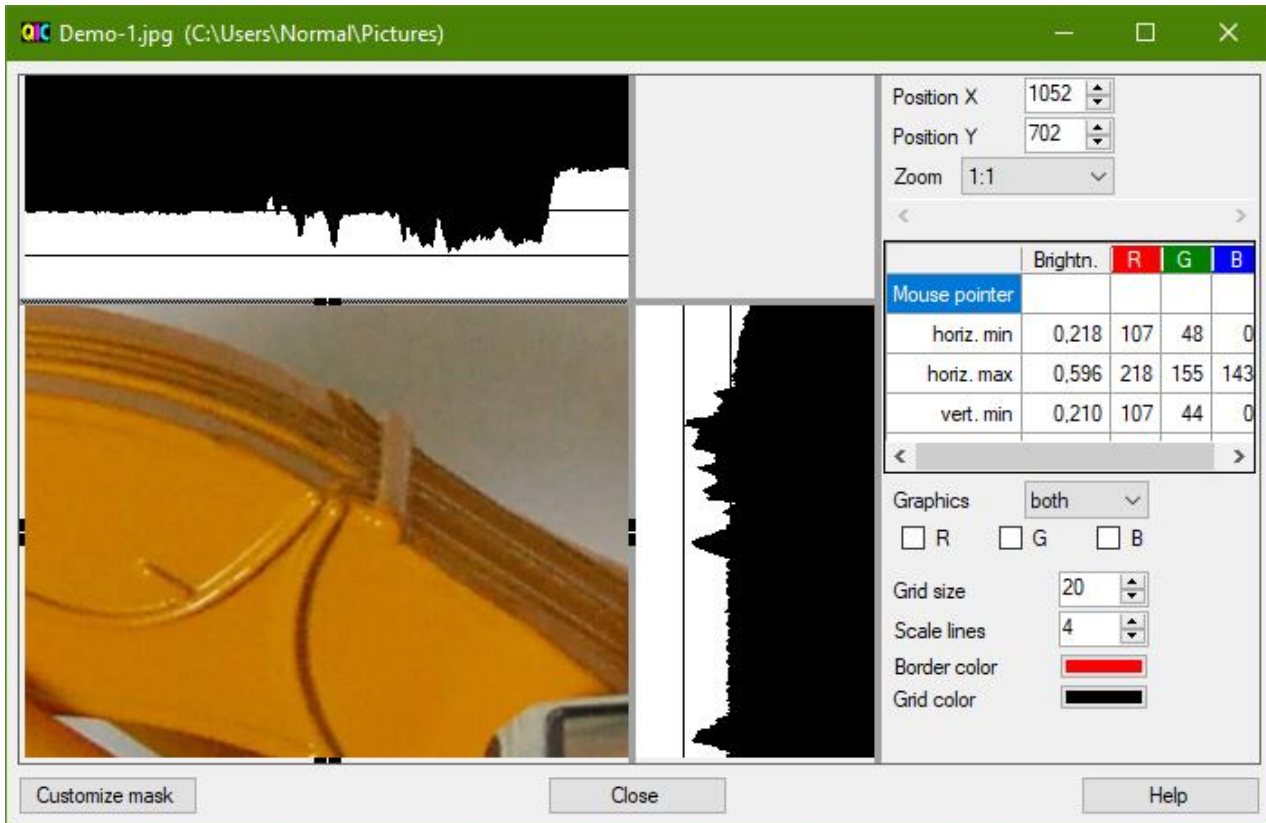 QIC Demo-1.jpg (C:\Users\Normal\Pictures)
Position X 1052
Position Y 702
Zoom 1:1
Brightn. R G B
Mouse pointer
horiz. min 0,218 107 48 0
horiz. max 0,596 218 155 143
vert. min 0,210 107 44 0
Graphics both
R G B
Grid size 20
Scale lines 4
Border color
Grid color
Customize mask Close Help